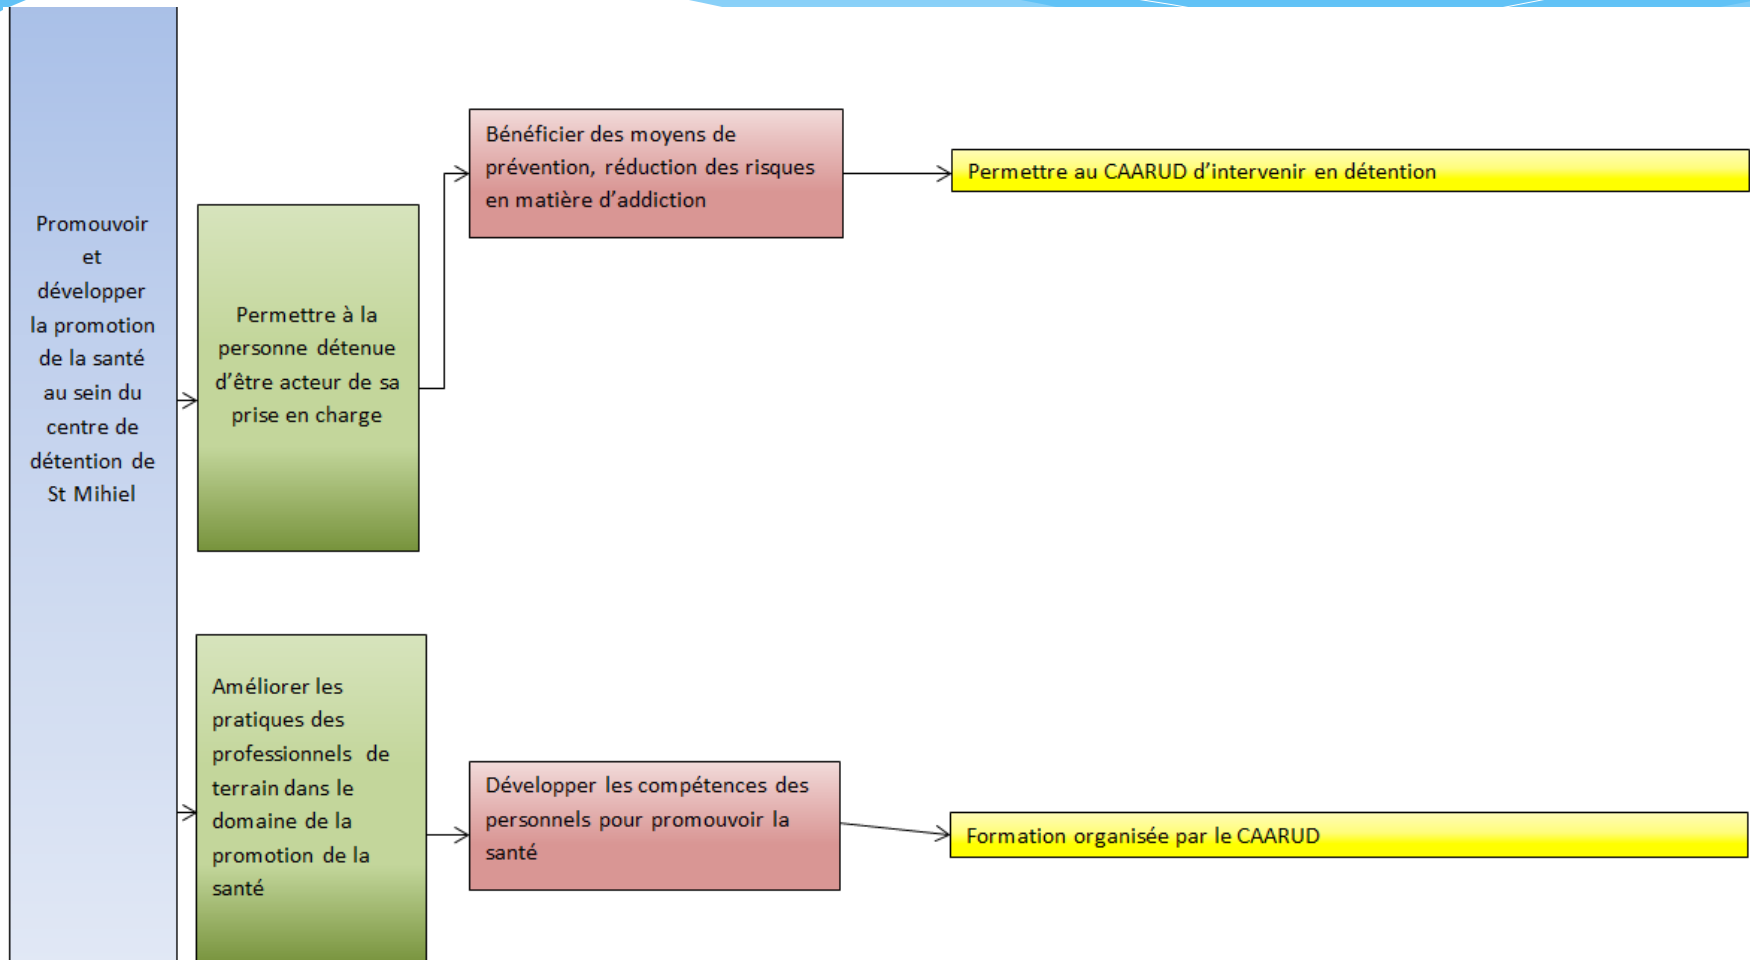 Promouvoir
et
développer
la promotion
de la santé
au sein du
centre de
détention de
St Mihiel
Permettre à la
personne détenue
d’être acteur de sa
prise en charge
Bénéficier des moyens de
prévention, réduction des risques
en matière d’addiction
Permettre au CAARUD d’intervenir en détention
Améliorer les
pratiques des
professionnels de
terrain dans le
domaine de la
promotion de la
santé
Développer les compétences des
personnels pour promouvoir la
santé
Formation organisée par le CAARUD